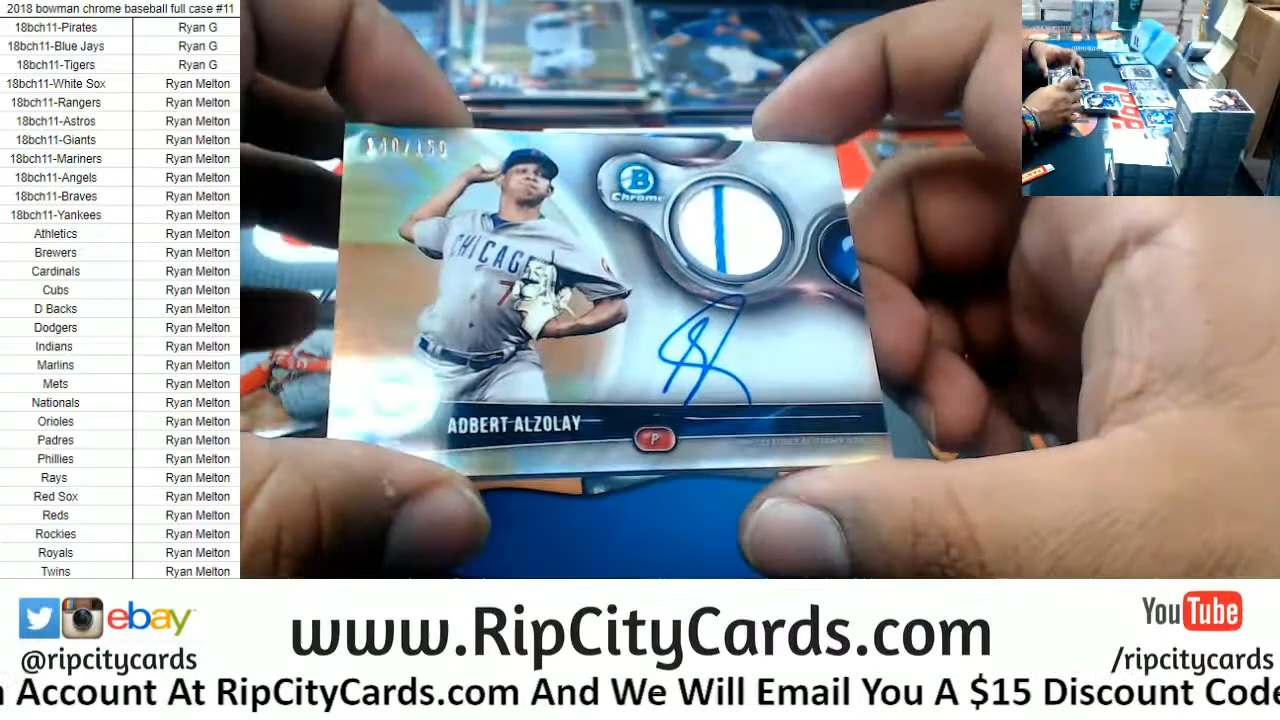 2018 bowman chrome baseball full case #11
18bch11-Pirates Ryan G
18bch11-Blue Jays Ryan G
18bch11-Tigers Ryan G
18bch11-White Sox Ryan Melton
18bch11-Rangers Ryan Melton
18bch11-Astros Ryan Melton
18bch11-Giants Ryan Melton
18bch11-Mariners Ryan Melton
18bch11-Angels Ryan Melton
18bch11-Braves Ryan Melton
18bch11-Yankees Ryan Melton
Athletics Ryan Melton
Brewers Ryan Melton
Cardinals Ryan Melton
Cubs Ryan Melton
D Backs Ryan Melton
Dodgers Ryan Melton
Indians Ryan Melton
Marlins Ryan Melton
Mets Ryan Melton
Nationals Ryan Melton
Orioles Ryan Melton
Padres Ryan Melton
Phillies Ryan Melton
Rays Ryan Melton
Red Sox Ryan Melton
Reds Ryan Melton
Rockies Ryan Melton
Royals Ryan Melton
Twins Ryan Melton
B
Chrome
CHICAG
7
ADBERT ALZOLAY
P
ebay
@ripcitycards
www.RipCityCards.com
YouTube
/ripcitycards
Account At RipCityCards.com And We Will Email You A $15 Discount Code